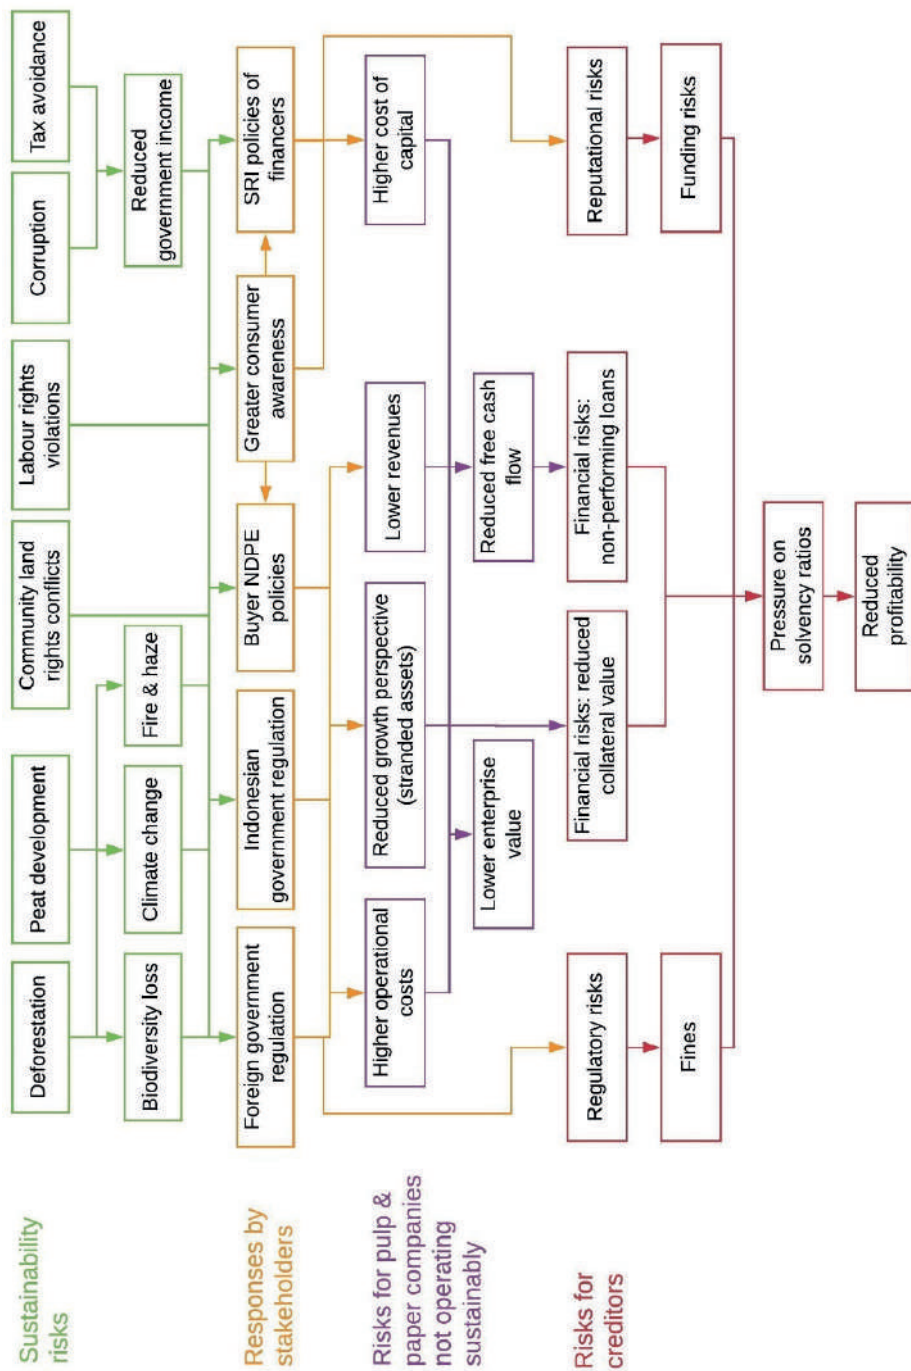 Sustainability
risks
Deforestation
Peat development
Community land
rights conflicts
Labour rights
violations
Corruption
Tax avoidance
Biodiversity loss
Climate change
Fire & haze
Reduced
government income
Responses by
stakeholders
Foreign government
regulation
Indonesian
government regulation
Buyer NDPE
policies
Greater consumer
awareness
SRI policies of
financers
Risks for pulp &
paper companies
not operating
sustainably
Higher operational
costs
Reduced growth perspective
(stranded assets)
Lower revenues
Higher cost of
capital
Lower enterprise
value
Reduced free cash
flow
Risks for
creditors
Regulatory risks
Financial risks: reduced
collateral value
Financial risks:
non-performing loans
Reputational risks
Fines
Funding risks
Pressure on
solvency ratios
Reduced
profitability